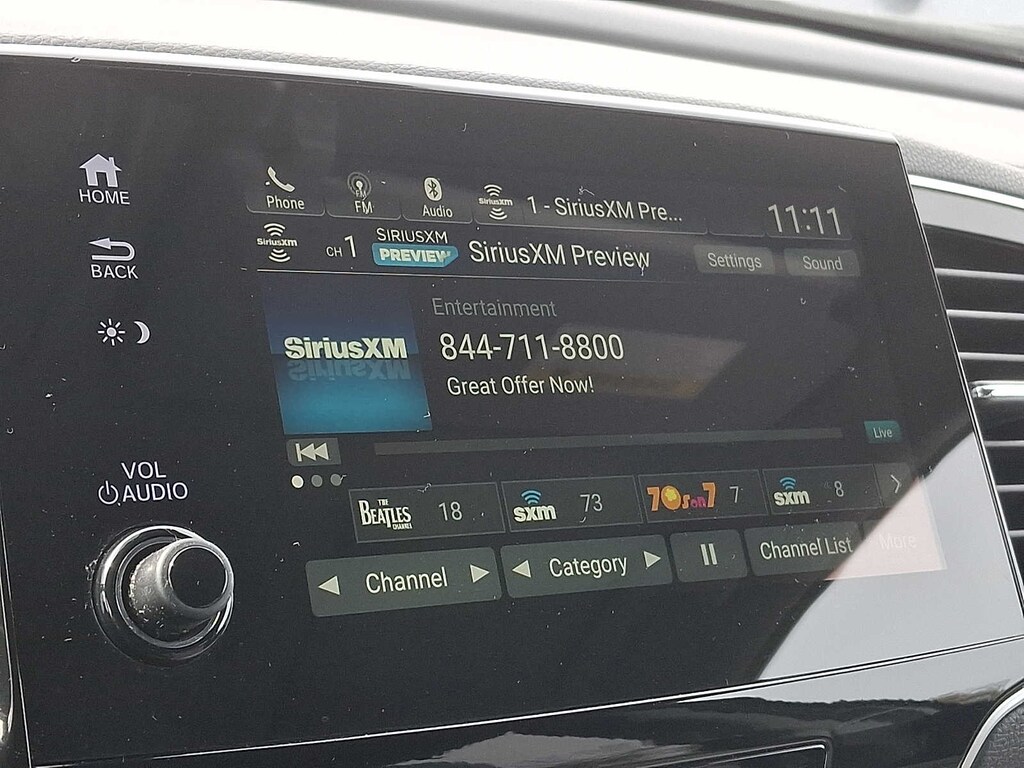 HOME
BACK
VOL
AUDIO
Phone
FM
FM
Audio
SiriusXM
1 - SiriusXM Pre...
11:11
SiriusXM
CH 1
SIRIUSXM
PREVIEW
SiriusXM Preview
Settings
Sound
SiriusXM
Entertainment
844-711-8800
Great Offer Now!
Live
THE
BEATLES
CHANNEL
18
sxm
73
70s on 7
7
sxm
8
Channel
Category
Channel List
More